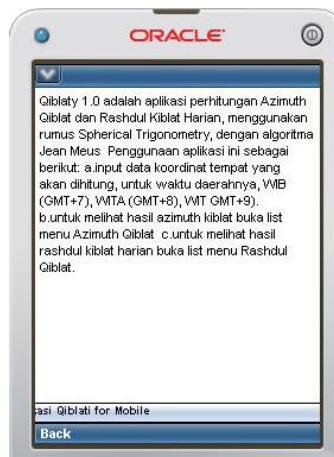 ORACLE
Qiblaty 1.0 adalah aplikasi perhitungan Azimuth
Qiblat dan Rashdul Kiblat Harian, menggunakan
rumus Spherical Trigonometry, dengan algoritma
Jean Meus  Penggunaan aplikasi ini sebagai
berikut: a.input data koordinat tempat yang
akan dihitung, untuk waktu daerahnya, WIB
(GMT+7), WITA (GMT+8), WIT GMT+9).
b.untuk melihat hasil azimuth kiblat buka list
menu Azimuth Qiblat  c.untuk melihat hasil
rashdul kiblat harian buka list menu Rashdul
Qiblat.
asi Qiblati for Mobile
Back